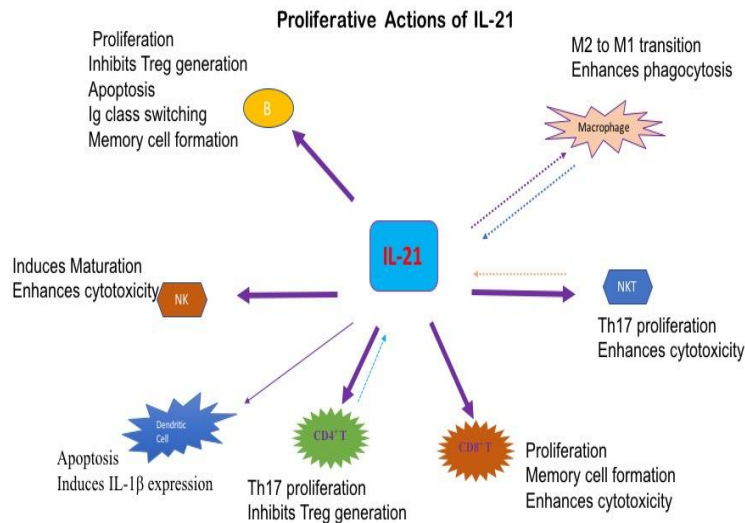 Proliferative Actions of IL-21
Proliferation
Inhibits Treg generation
Apoptosis
Ig class switching
Memory cell formation
B
M2 to M1 transition
Enhances phagocytosis
Macrophage
IL-21
Induces Maturation
Enhances cytotoxicity
NK
NKT
Th17 proliferation
Enhances cytotoxicity
Dendritic
Cell
Apoptosis
Induces IL-1β expression
CD4⁺ T
Th17 proliferation
Inhibits Treg generation
CD8⁺ T
Proliferation
Memory cell formation
Enhances cytotoxicity